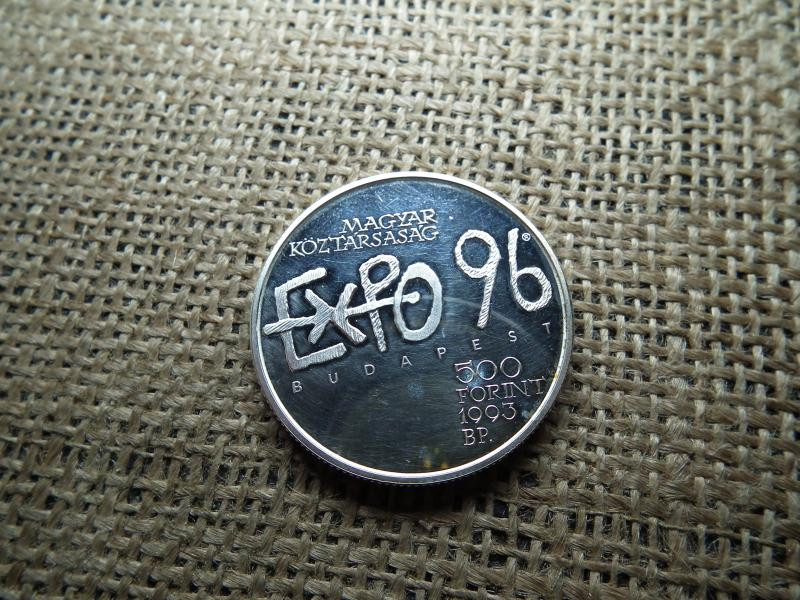 MAGYAR
KÖZTÁRSASÁG
EXPO 96®
BUDAPEST
500
FORINT
1993
BP.